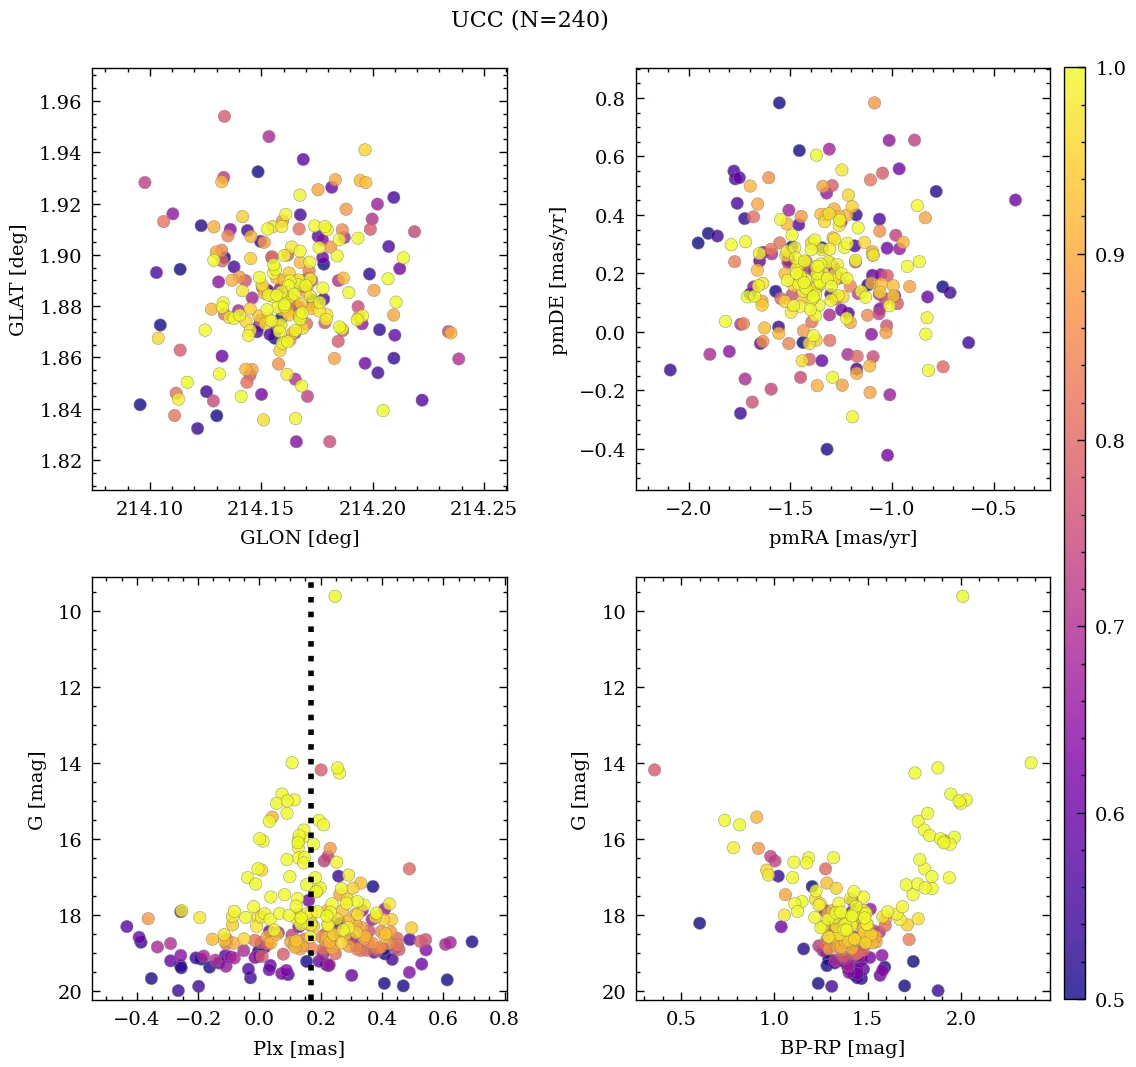 UCC (N=240)
1.96
1.94
1.92
1.90
1.88
1.86
1.84
1.82
GLAT [deg]
214.10 214.15 214.20 214.25
GLON [deg]
0.8
0.6
0.4
0.2
0.0
−0.2
−0.4
pmDE [mas/yr]
−2.0 −1.5 −1.0 −0.5
pmRA [mas/yr]
10
12
14
16
18
20
G [mag]
−0.4 −0.2 0.0 0.2 0.4 0.6 0.8
Plx [mas]
10
12
14
16
18
20
G [mag]
0.5 1.0 1.5 2.0
BP-RP [mag]
1.0
0.9
0.8
0.7
0.6
0.5